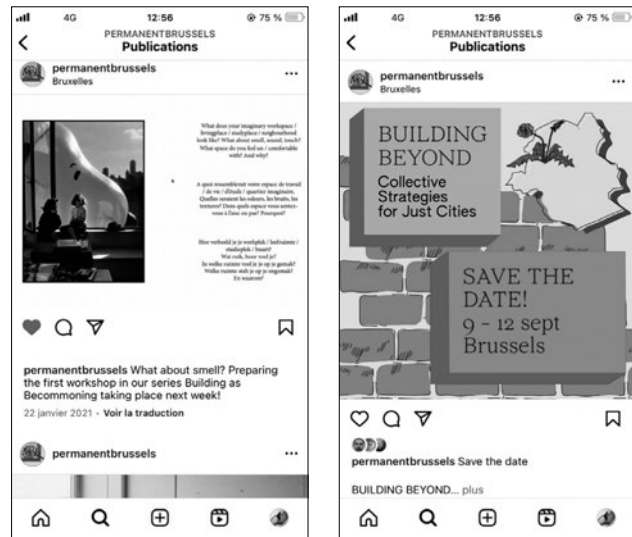 4G
12:56
75 %
PERMANENTBRUSSELS
Publications
permanentbrussels
Bruxelles
What does your imaginary workspace /
livingplace / studyplace / neigbourhood
look like? What about smell, sound, touch?
What space do you feel un / comfortable
with? And why?
A quoi ressemblerait votre espace de travail
/ de vie / d'étude / quartier imaginaire.
Quelles seraient les odeurs, les bruits, les
textures? Dans quels espace vous sentez-
vous à l'aise ou pas? Pourquoi?
Hoe verbeeld je je werkplek / leefruimte /
studieplek / buurt?
Wat ruik, hoor voel je?
In welke ruimte voel je je op je gemak?
Welke ruimte stelt je op je ongemak?
En waarom?
permanentbrussels What about smell? Preparing
the first workshop in our series Building as
Becommoning taking place next week!
22 janvier 2021 · Voir la traduction
permanentbrussels
4G
12:56
75 %
PERMANENTBRUSSELS
Publications
permanentbrussels
Bruxelles
BUILDING
BEYOND
Collective
Strategies
for Just Cities
SAVE THE
DATE!
9 – 12 sept
Brussels
permanentbrussels Save the date
BUILDING BEYOND... plus